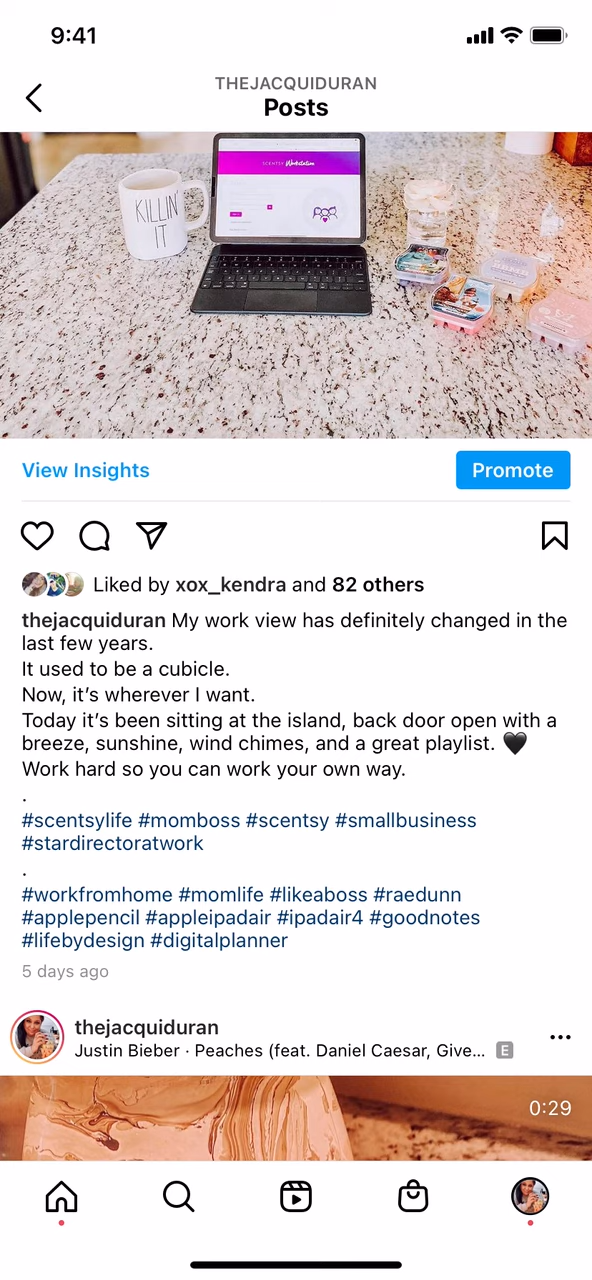 9:41
THEJACQUIDURAN
Posts
KILLIN'
IT
SCENTSY Workstation
View Insights
Promote
Liked by xox_kendra and 82 others
thejacquiduran My work view has definitely changed in the
last few years.
It used to be a cubicle.
Now, it’s wherever I want.
Today it’s been sitting at the island, back door open with a
breeze, sunshine, wind chimes, and a great playlist. 🖤
Work hard so you can work your own way.
.
#scentsylife #momboss #scentsy #smallbusiness
#stardirectoratwork
.
#workfromhome #momlife #likeaboss #raedunn
#applepencil #appleipadair #ipadair4 #goodnotes
#lifebydesign #digitalplanner
5 days ago
thejacquiduran
Justin Bieber · Peaches (feat. Daniel Caesar, Give... E
0:29